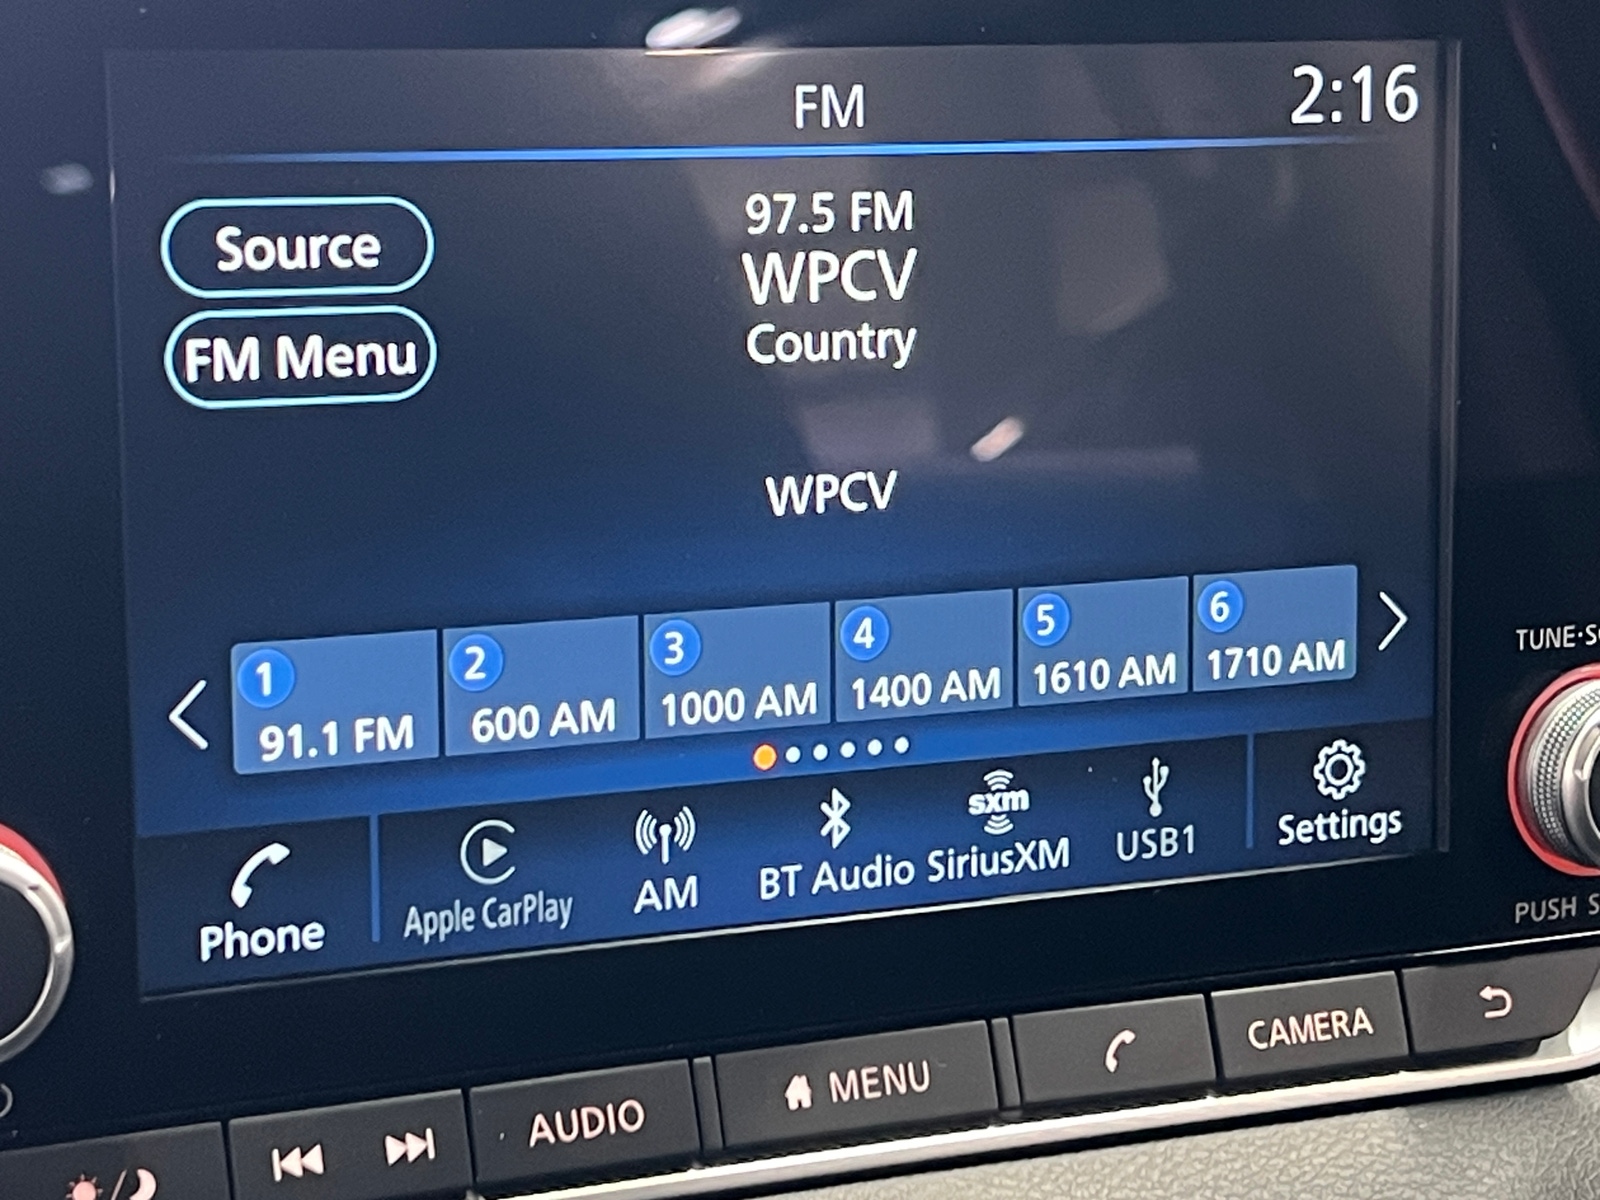 FM
2:16
Source
97.5 FM
WPCV
FM Menu
Country
WPCV
1
91.1 FM
2
600 AM
3
1000 AM
4
1400 AM
5
1610 AM
6
1710 AM
TUNE·S
Phone
Apple CarPlay
AM
BT Audio
sxm
SiriusXM
USB1
Settings
PUSH S
AUDIO
MENU
CAMERA